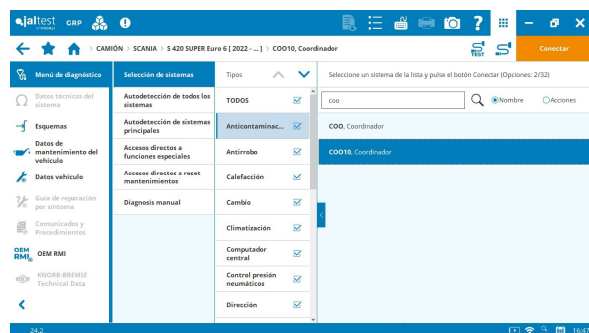 jaltest GRP
CAMIÓN > SCANIA > S 420 SUPER Euro 6 [ 2022 - ... ] > COO10, Coordinador
TEST
Conectar
Menú de diagnóstico
Datos técnicos del sistema
Esquemas
Datos de mantenimiento del vehículo
Datos vehículo
Guía de reparación por síntoma
Comunicados y Procedimientos
OEM RMI OEM RMI
KNORR-BREMSE Technical Data
Selección de sistemas
Autodetección de todos los sistemas
Autodetección de sistemas principales
Accesos directos a funciones especiales
Accesos directos a reset mantenimientos
Diagnosis manual
Tipos
TODOS
Anticontaminac...
Antirrobo
Calefacción
Cambio
Climatización
Computador central
Control presión neumáticos
Dirección
Seleccione un sistema de la lista y pulse el botón Conectar (Opciones: 2/32)
coo
Nombre
Acciones
COO, Coordinador
COO10, Coordinador
24.2
16:47